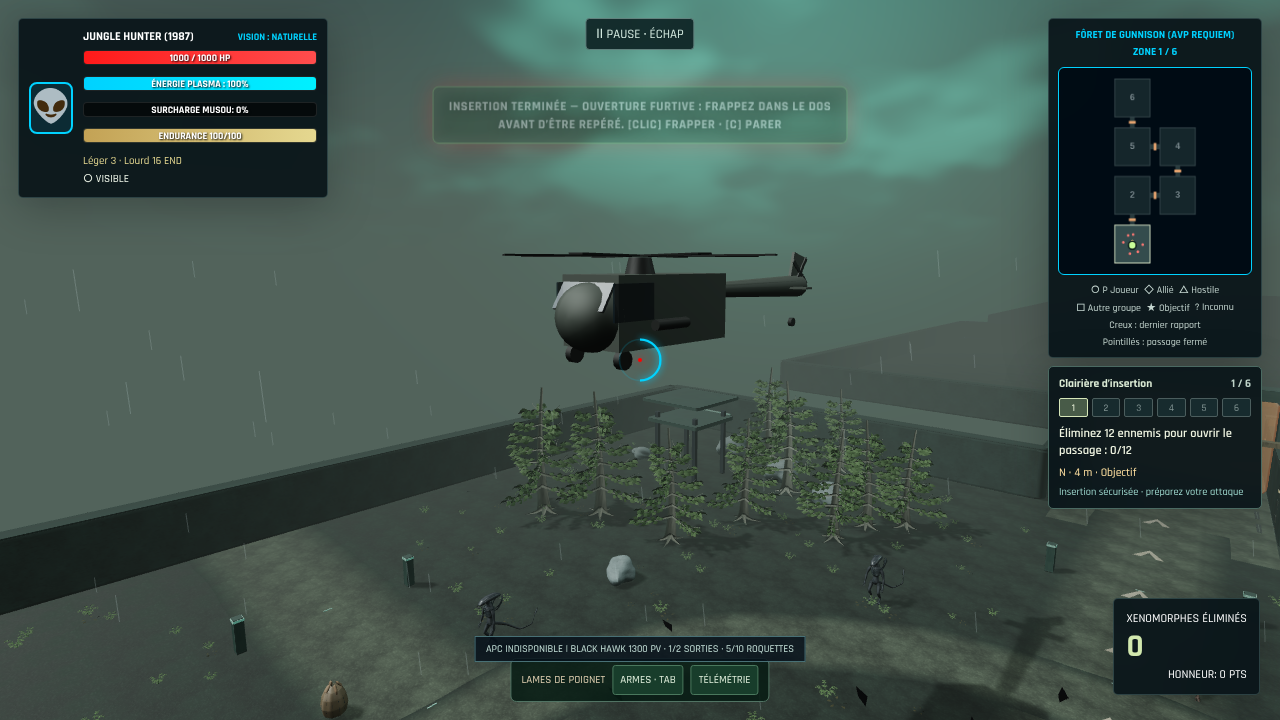 JUNGLE HUNTER (1987)
VISION : NATURELLE
1000 / 1000 HP
ÉNERGIE PLASMA : 100%
SURCHARGE MUSOU: 0%
ENDURANCE 100/100
Léger 3 · Lourd 16 END
VISIBLE
PAUSE · ÉCHAP
INSERTION TERMINÉE — OUVERTURE FURTIVE : FRAPPEZ DANS LE DOS
AVANT D'ÊTRE REPÉRÉ. [CLIC] FRAPPER · [C] PARER
FÔRET DE GUNNISON (AVP REQUIEM)
ZONE 1 / 6
6
5
4
2
3
P Joueur ◇ Allié △ Hostile
□ Autre groupe ★ Objectif ? Inconnu
Creux : dernier rapport
Pointillés : passage fermé
Clairière d'insertion
1 / 6
1 2 3 4 5 6
Éliminez 12 ennemis pour ouvrir le
passage : 0/12
N · 4 m · Objectif
Insertion sécurisée · préparez votre attaque
APC INDISPONIBLE | BLACK HAWK 1300 PV · 1/2 SORTIES · 5/10 ROQUETTES
LAMES DE POIGNET
ARMES · TAB
TÉLÉMÉTRIE
XENOMORPHES ÉLIMINÉS
0
HONNEUR: 0 PTS